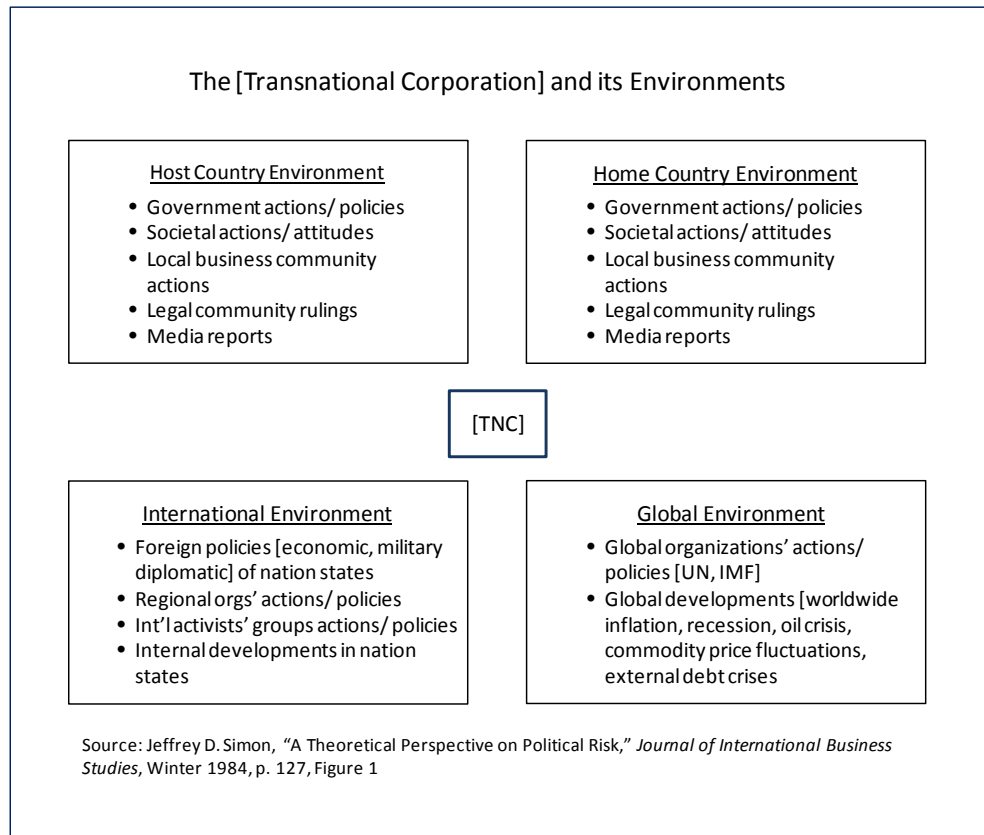 The [Transnational Corporation] and its Environments
Host Country Environment
• Government actions/ policies
• Societal actions/ attitudes
• Local business community
actions
• Legal community rulings
• Media reports
Home Country Environment
• Government actions/ policies
• Societal actions/ attitudes
• Local business community
actions
• Legal community rulings
• Media reports
[TNC]
International Environment
• Foreign policies [economic, military
diplomatic] of nation states
• Regional orgs’ actions/ policies
• Int’l activists’ groups actions/ policies
• Internal developments in nation
states
Global Environment
• Global organizations’ actions/
policies [UN, IMF]
• Global developments [worldwide
inflation, recession, oil crisis,
commodity price fluctuations,
external debt crises
Source: Jeffrey D. Simon, “A Theoretical Perspective on Political Risk,” Journal of International Business
Studies, Winter 1984, p. 127, Figure 1